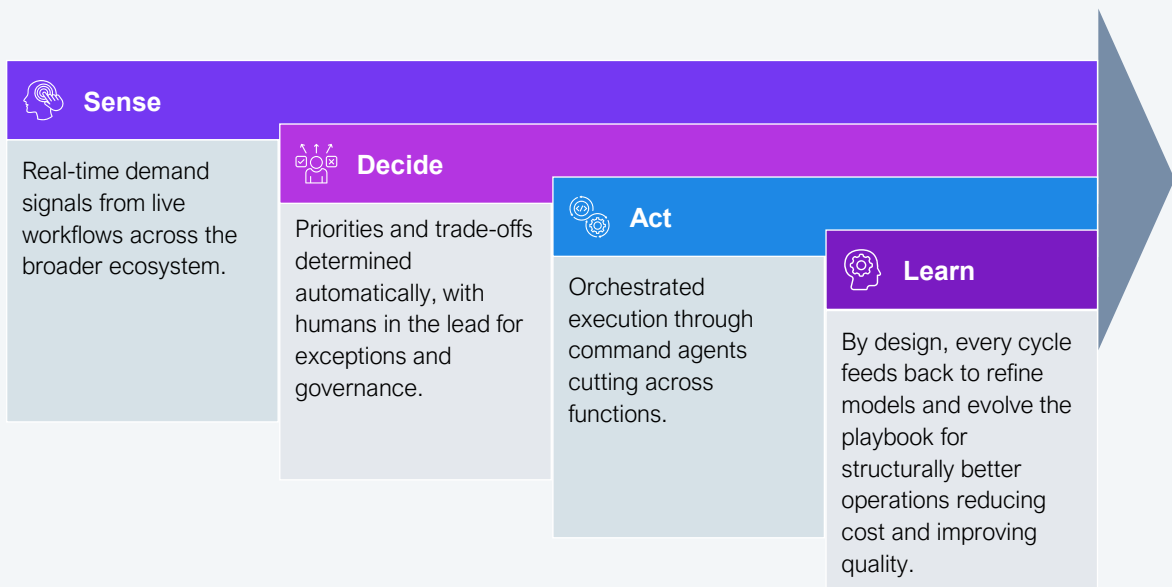 Sense
Real-time demand
signals from live
workflows across the
broader ecosystem.
Decide
Priorities and trade-offs
determined
automatically, with
humans in the lead for
exceptions and
governance.
Act
Orchestrated
execution through
command agents
cutting across
functions.
Learn
By design, every cycle
feeds back to refine
models and evolve the
playbook for
structurally better
operations reducing
cost and improving
quality.